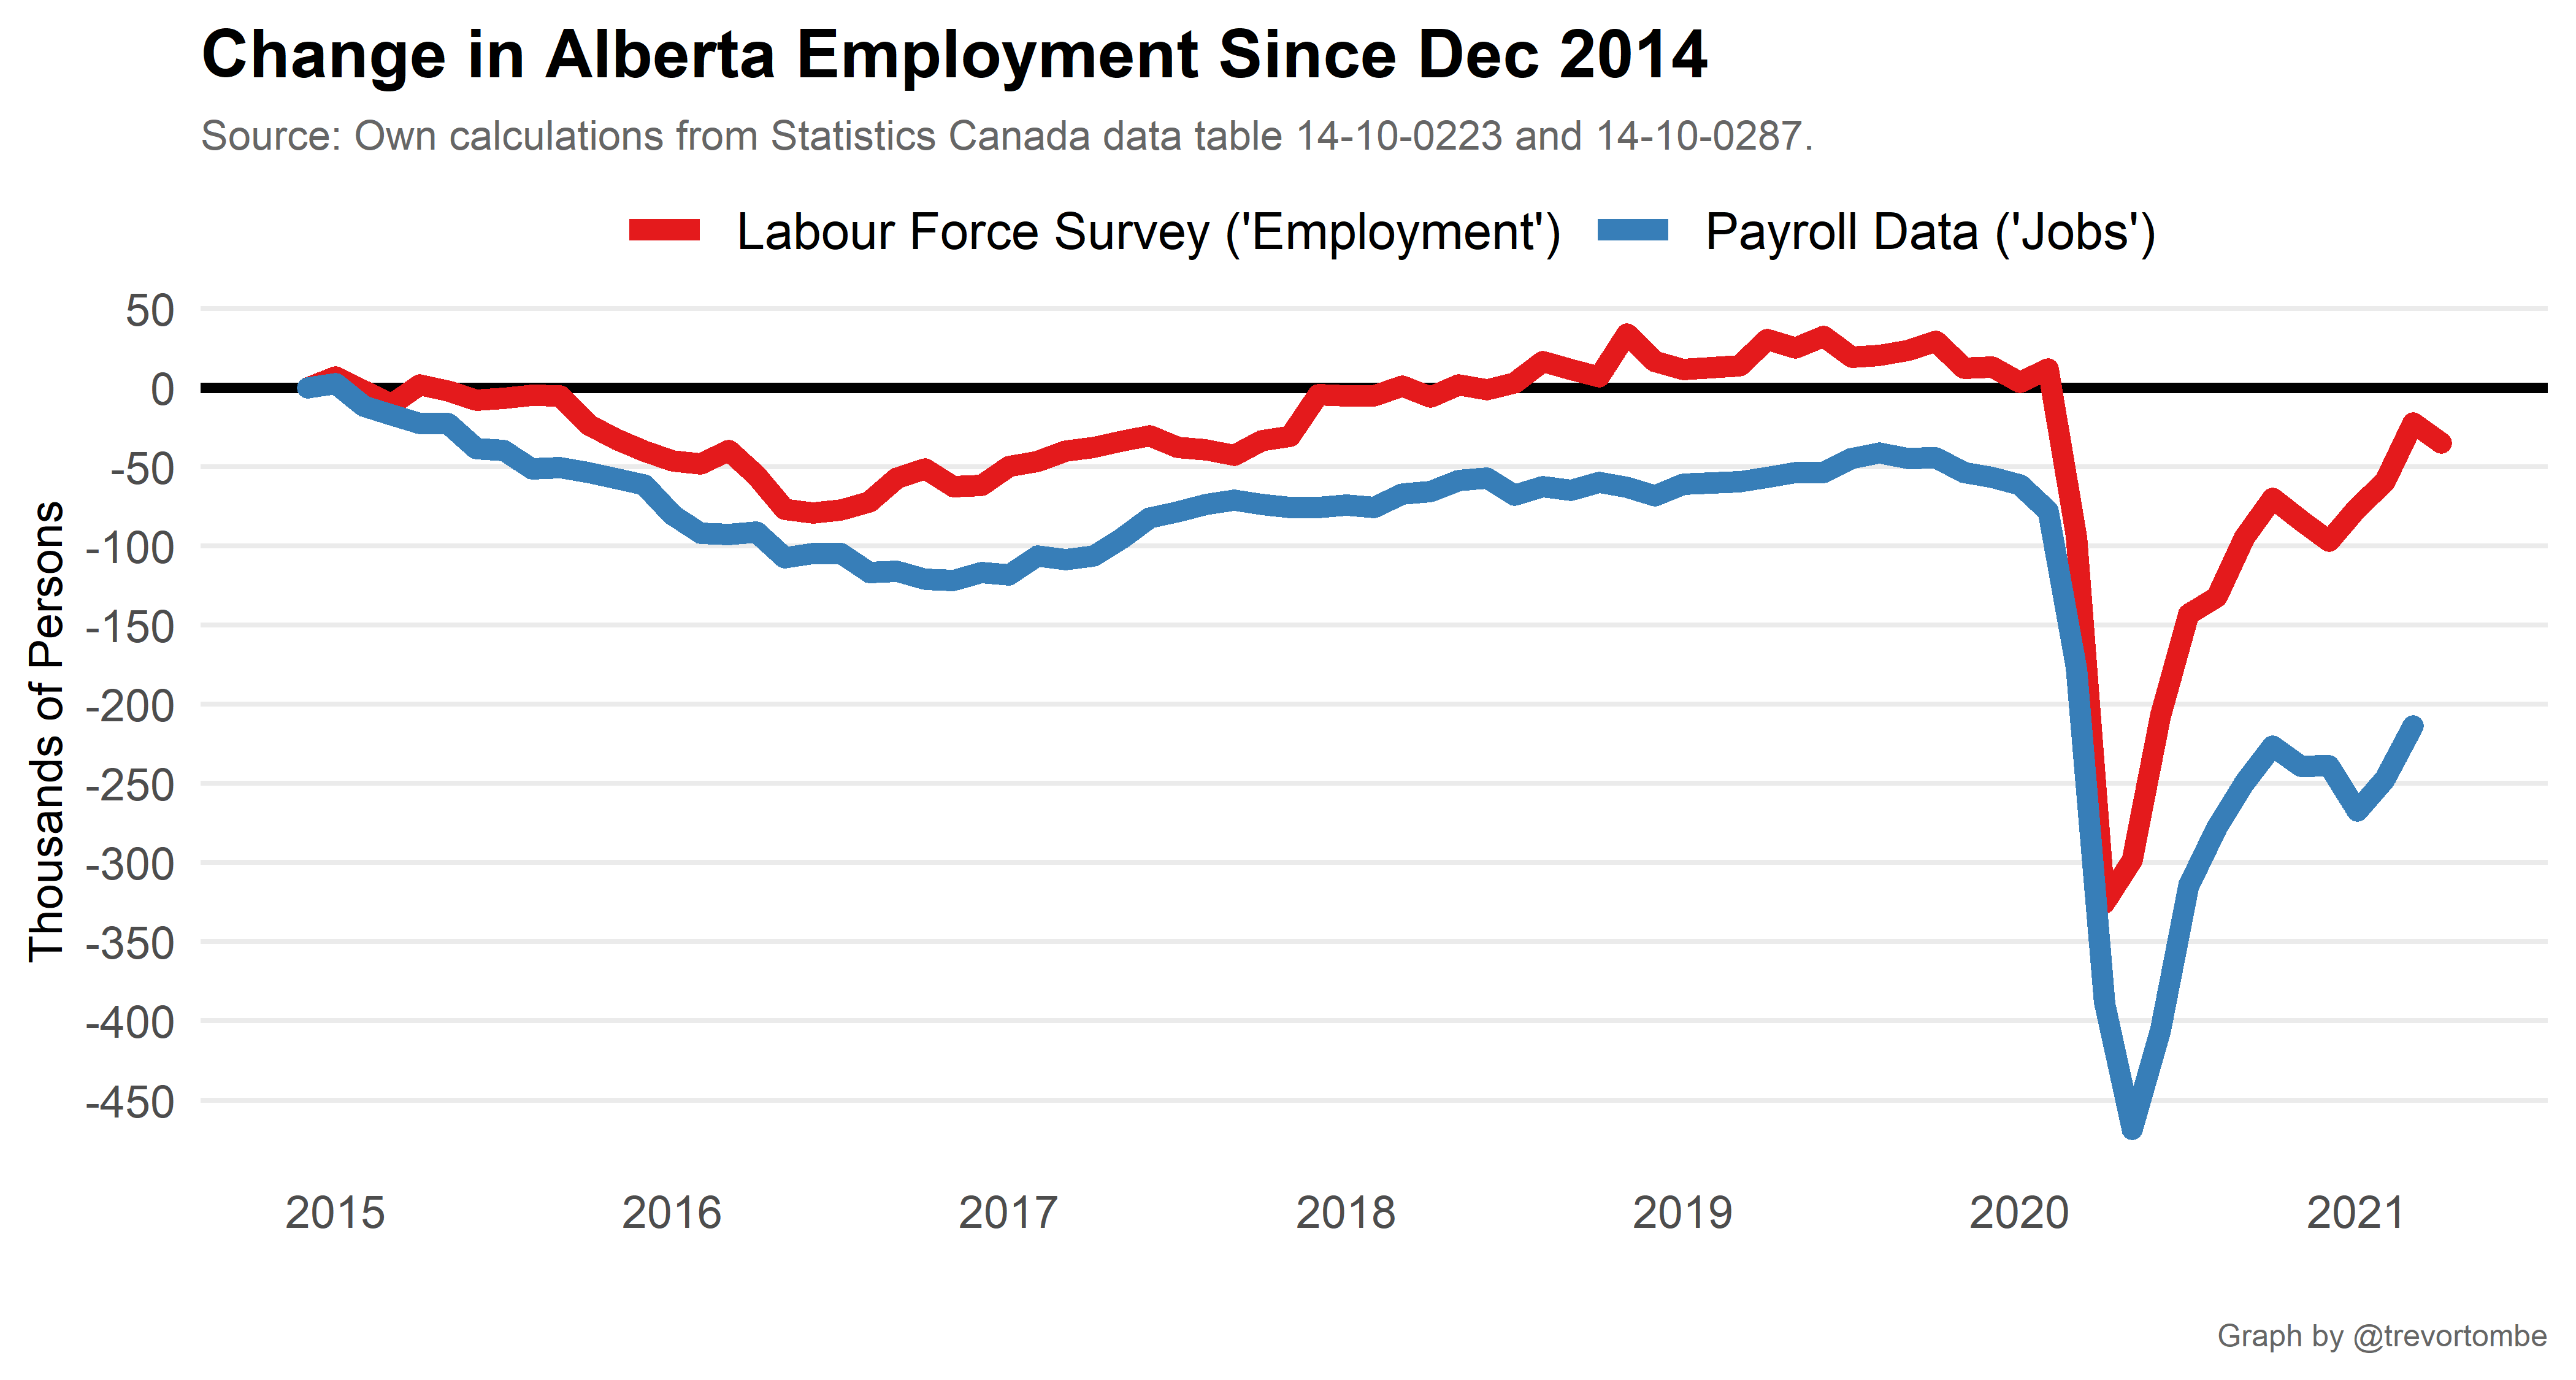 Change in Alberta Employment Since Dec 2014
Source: Own calculations from Statistics Canada data table 14-10-0223 and 14-10-0287.
Labour Force Survey ('Employment') Payroll Data ('Jobs')
Thousands of Persons
50
0
-50
-100
-150
-200
-250
-300
-350
-400
-450
2015 2016 2017 2018 2019 2020 2021
Graph by @trevortombe